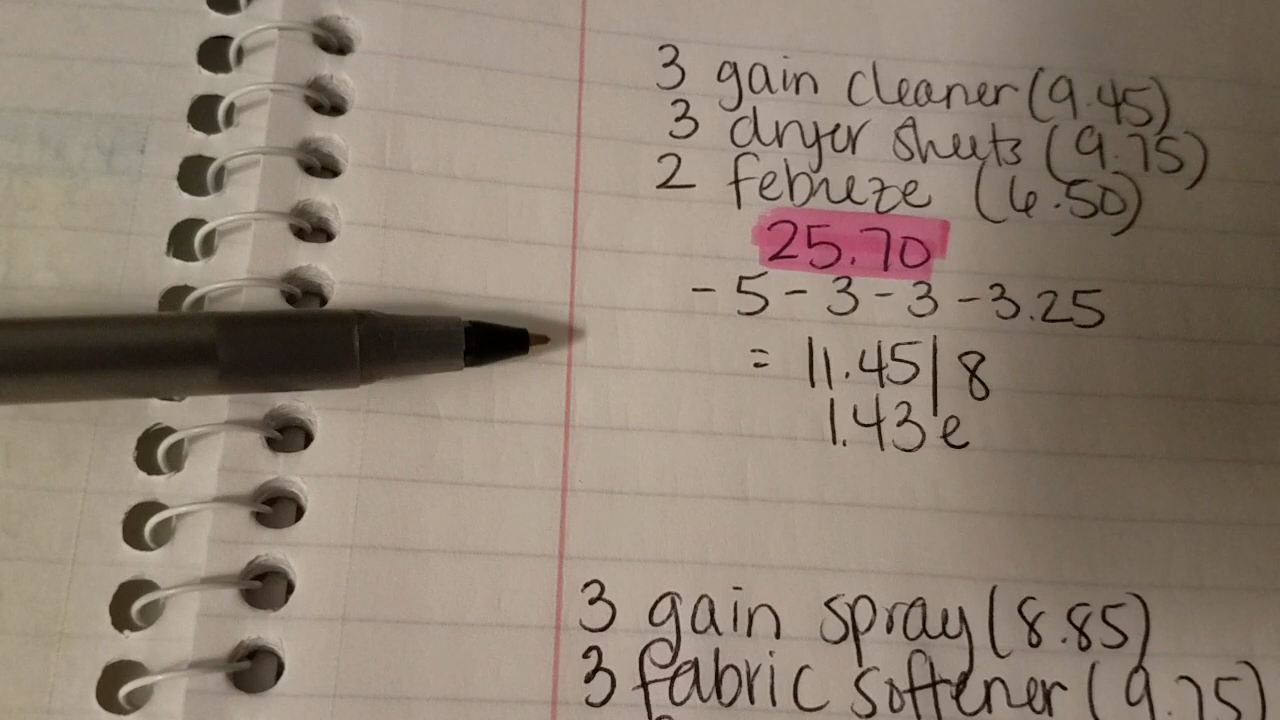 3 gain cleaner (9.45)
3 dryer sheets (9.75)
2 febreze (6.50)
25.70
-5-3-3-3.25
= 11.45/8
1.43 e
3 gain spray (8.85)
3 fabric softener (9.75)